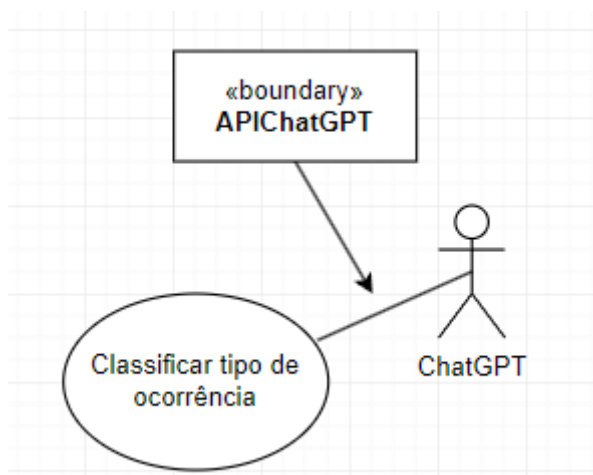 «boundary»
APIChatGPT
Classificar tipo de
ocorrência
ChatGPT